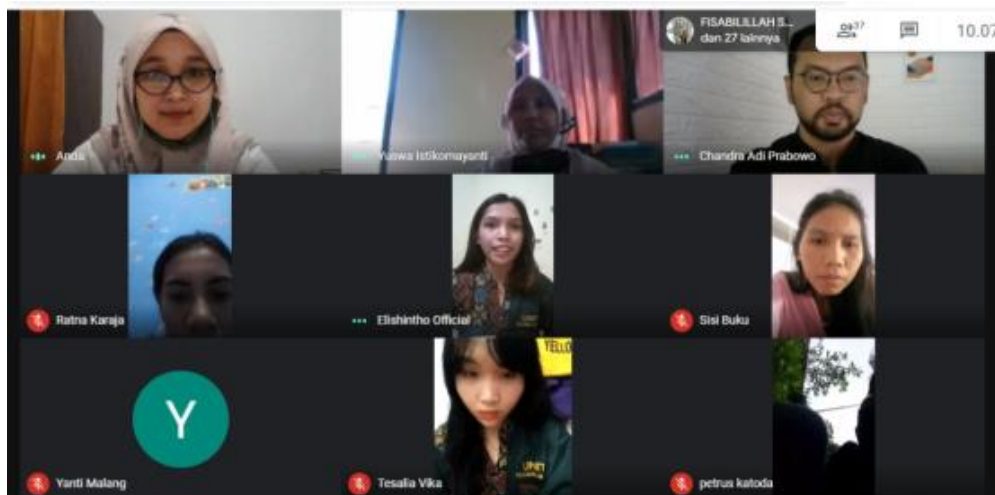 FISABILILLAH S...
dan 27 lainnya
37
10.07
Anda
Yuswa Istikomayanti
Chandra Adi Prabowo
Ratna Karaja
Elishintho Official
Sisi Buku
Y
YELLO
Yanti Malang
Tesalia Vika
petrus katoda